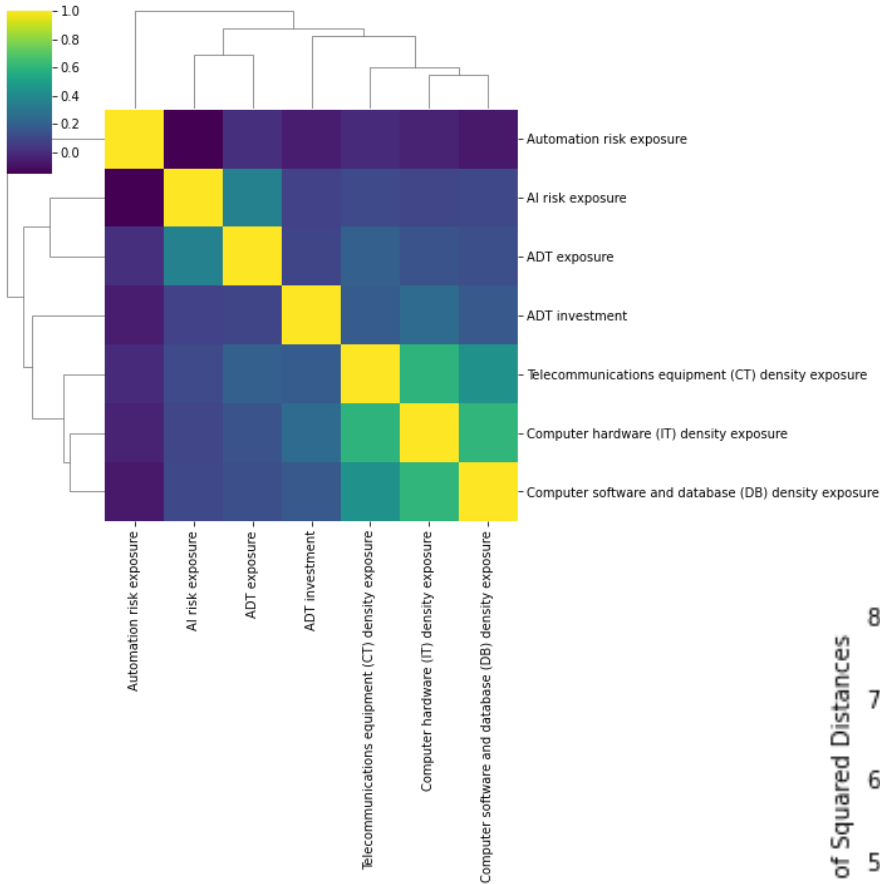 1.0
0.8
0.6
0.4
0.2
0.0
Automation risk exposure
AI risk exposure
ADT exposure
ADT investment
Telecommunications equipment (CT) density exposure
Computer hardware (IT) density exposure
Computer software and database (DB) density exposure
Automation risk exposure
AI risk exposure
ADT exposure
ADT investment
Telecommunications equipment (CT) density exposure
Computer hardware (IT) density exposure
Computer software and database (DB) density exposure
of Squared Distances
8
7
6
5